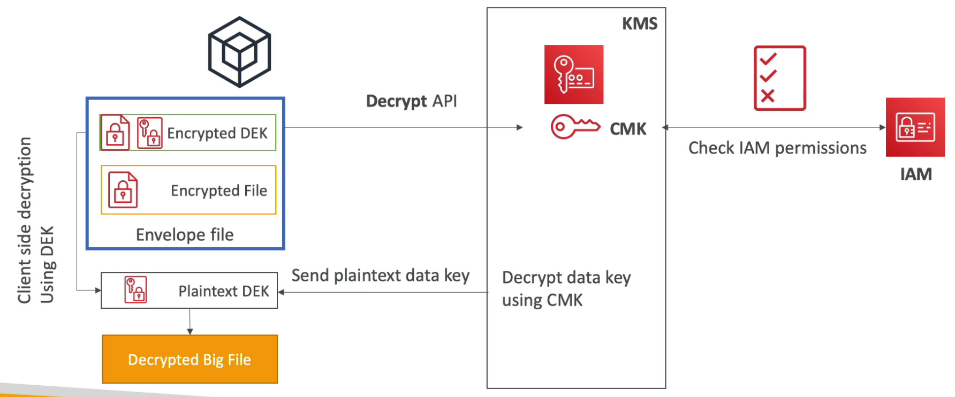 KMS
Decrypt API
Encrypted DEK
CMK
Check IAM permissions
IAM
Encrypted File
Envelope file
Client side decryption
Using DEK
Send plaintext data key
Decrypt data key
using CMK
Plaintext DEK
Decrypted Big File